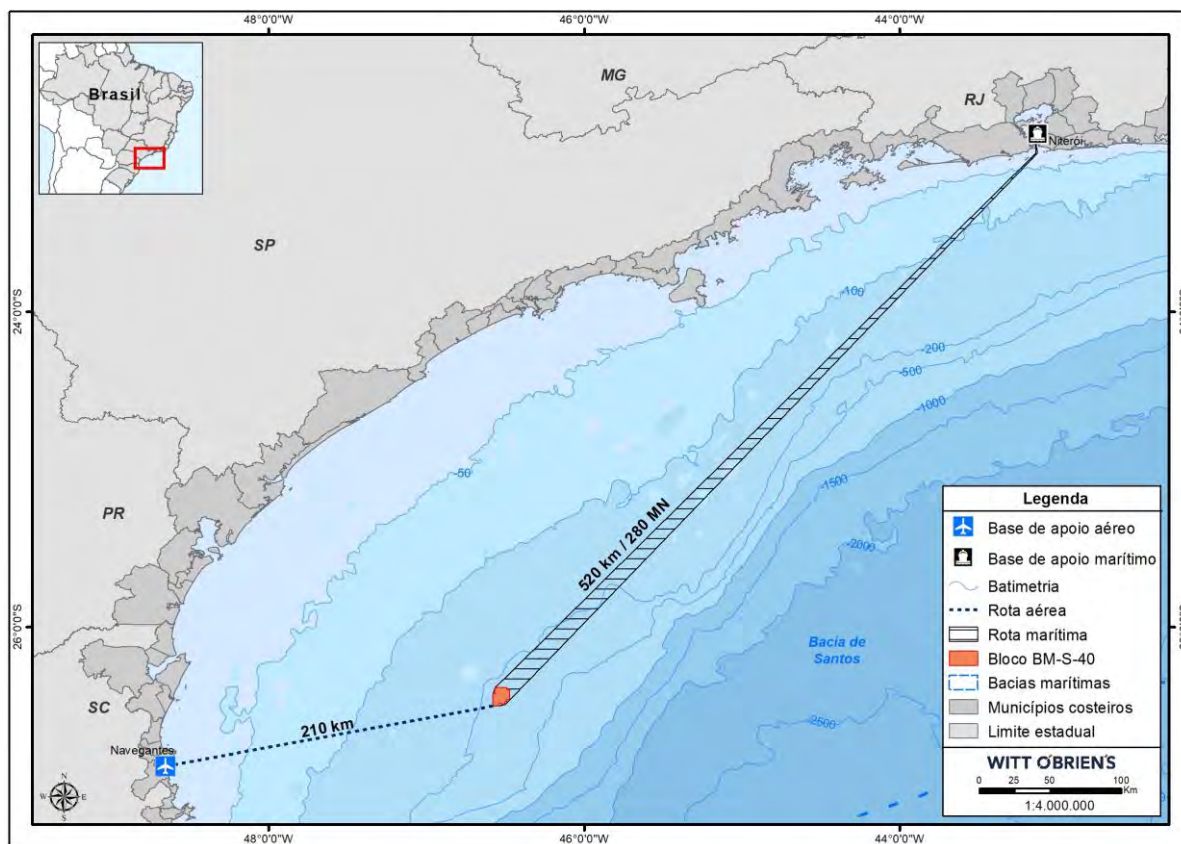 48°0'0"W
46°0'0"W
44°0'0"W
Brasil
MG
RJ
Niterói
SP
24°0'0"S
-100
-200
-500
-1000
-50
-1500
PR
520 km / 280 MN
-2000
26°0'0"S
Bacia de
Santos
SC
210 km
Navegantes
-2500
N
W
E
S
Legenda
Base de apoio aéreo
Base de apoio marítimo
Batimetria
Rota aérea
Rota marítima
Bloco BM-S-40
Bacias marítimas
Municípios costeiros
Limite estadual
WITT O'BRIEN'S
0 25 50 100
Km
1:4.000.000
48°0'0"W
46°0'0"W
44°0'0"W